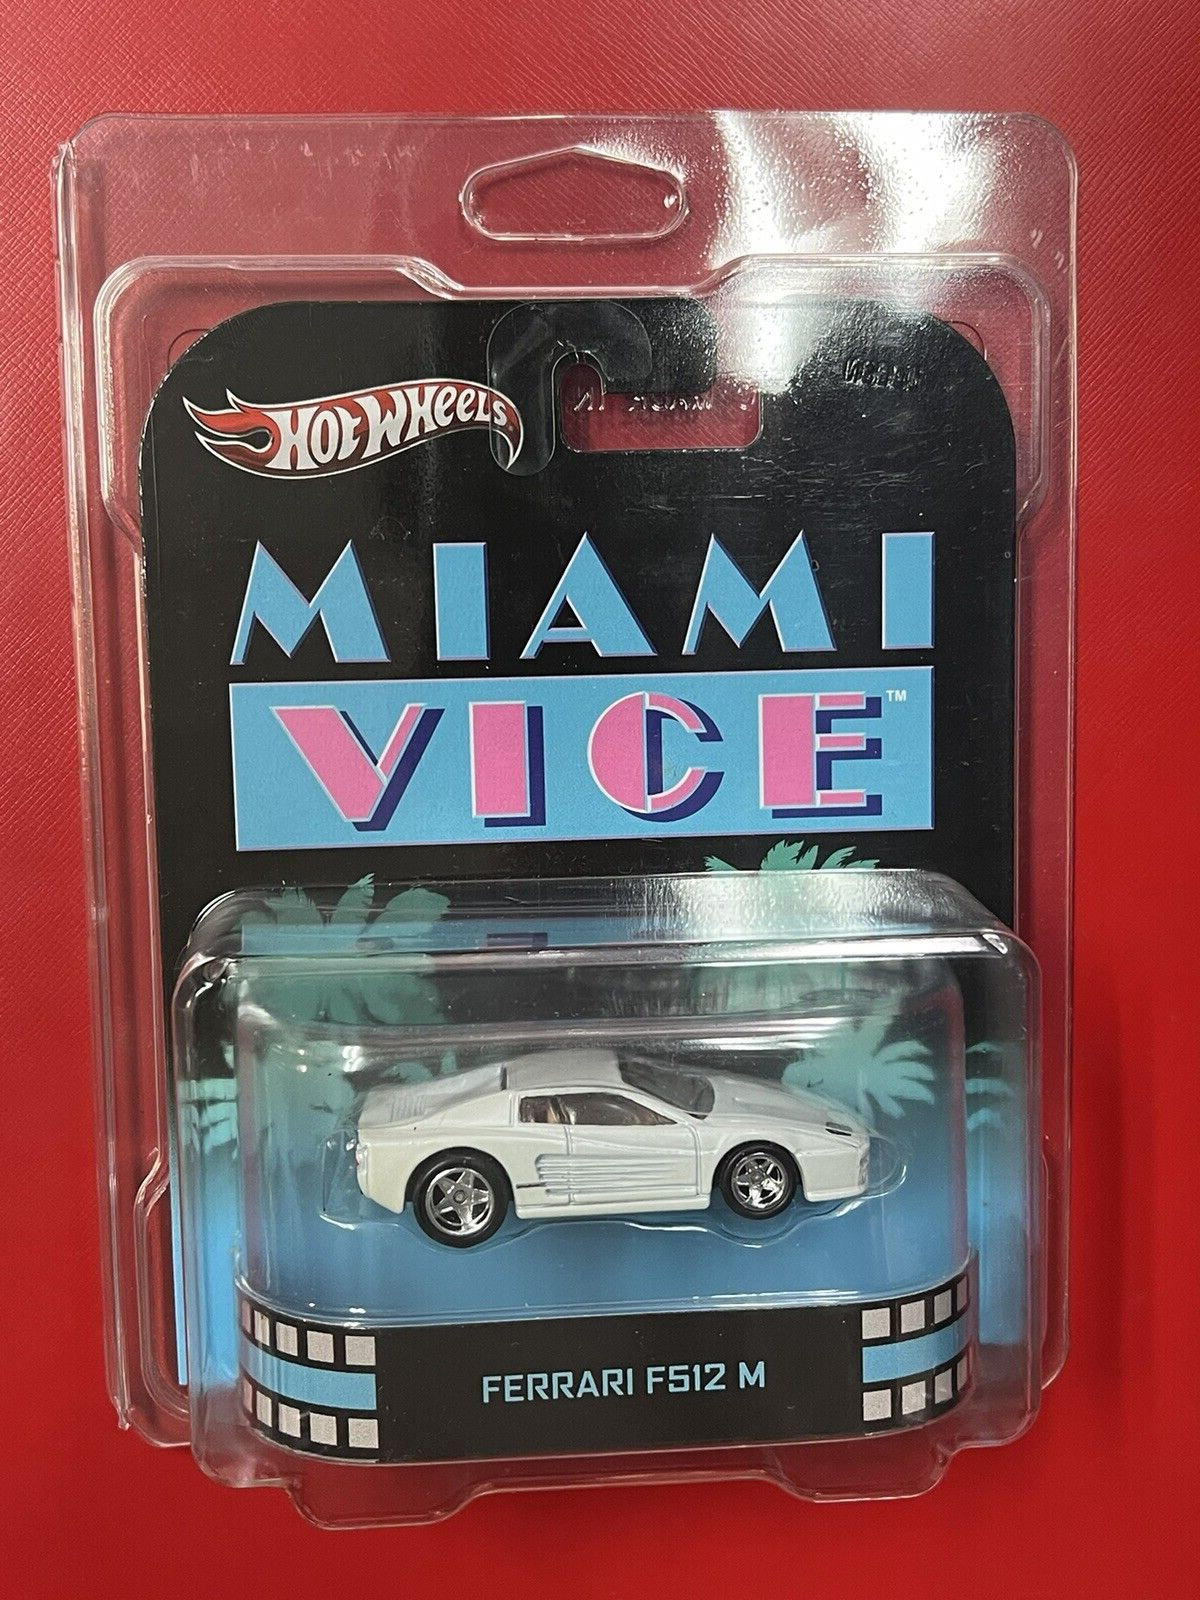 HOT WHEELS
MIAMI
VICE™
FERRARI F512 M